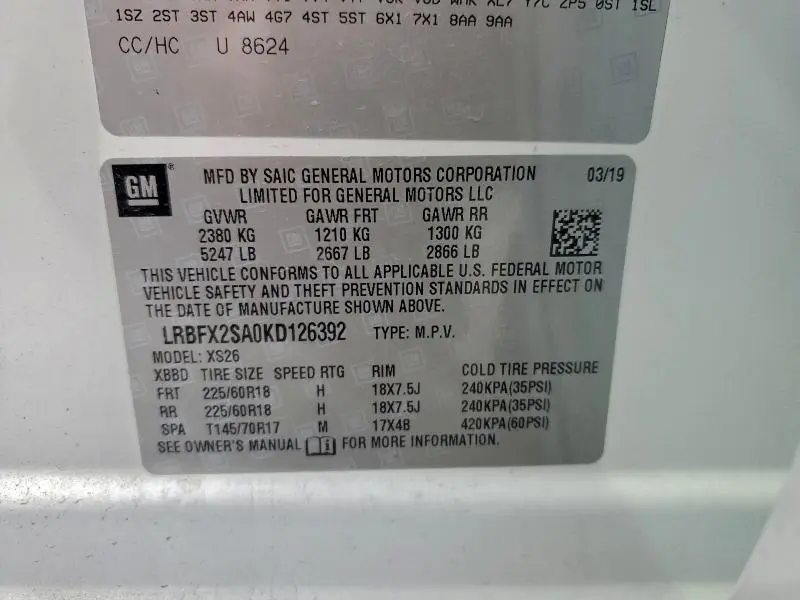 1SZ 2ST 3ST 4AW 4G7 4ST 5ST 6X1 7X1 8AA 9AA
CC/HC U 8624
GM®
MFD BY SAIC GENERAL MOTORS CORPORATION 03/19
LIMITED FOR GENERAL MOTORS LLC
GVWR GAWR FRT GAWR RR
2380 KG 1210 KG 1300 KG
5247 LB 2667 LB 2866 LB
THIS VEHICLE CONFORMS TO ALL APPLICABLE U.S. FEDERAL MOTOR
VEHICLE SAFETY AND THEFT PREVENTION STANDARDS IN EFFECT ON
THE DATE OF MANUFACTURE SHOWN ABOVE.
LRBFX2SA0KD126392 TYPE: M.P.V.
MODEL: XS26
XBBD TIRE SIZE SPEED RTG RIM COLD TIRE PRESSURE
FRT 225/60R18 H 18X7.5J 240KPA(35PSI)
RR 225/60R18 H 18X7.5J 240KPA(35PSI)
SPA T145/70R17 M 17X4B 420KPA(60PSI)
SEE OWNER'S MANUAL FOR MORE INFORMATION.